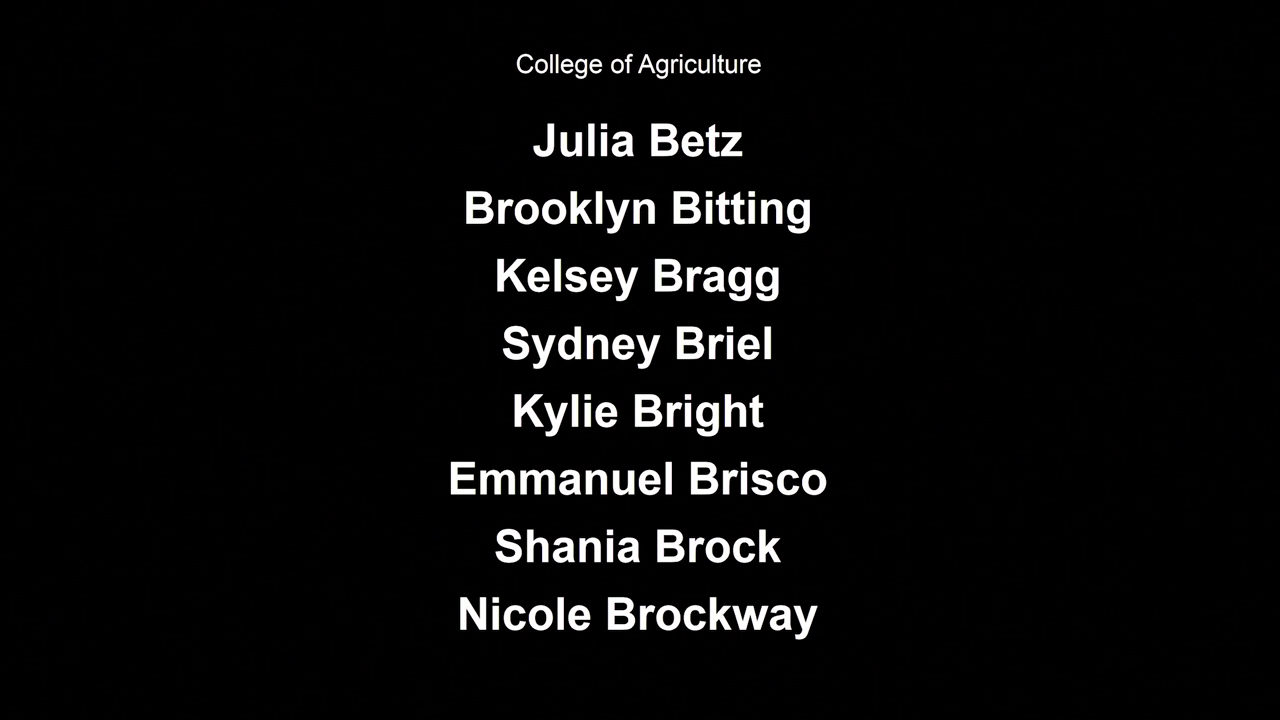 College of Agriculture
Julia Betz
Brooklyn Bitting
Kelsey Bragg
Sydney Briel
Kylie Bright
Emmanuel Brisco
Shania Brock
Nicole Brockway